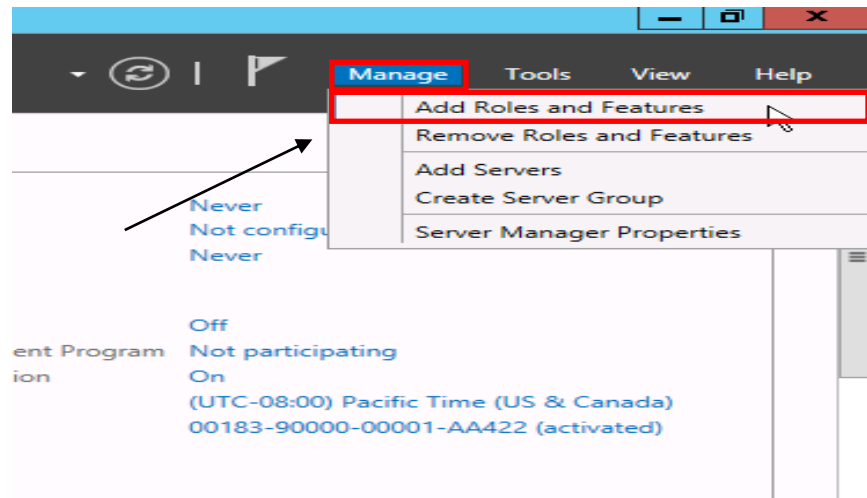 Manage Tools View Help
Add Roles and Features
Remove Roles and Features
Add Servers
Create Server Group
Server Manager Properties
Never
Not configu
Never
Off
ent Program Not participating
ion On
(UTC-08:00) Pacific Time (US & Canada)
00183-90000-00001-AA422 (activated)